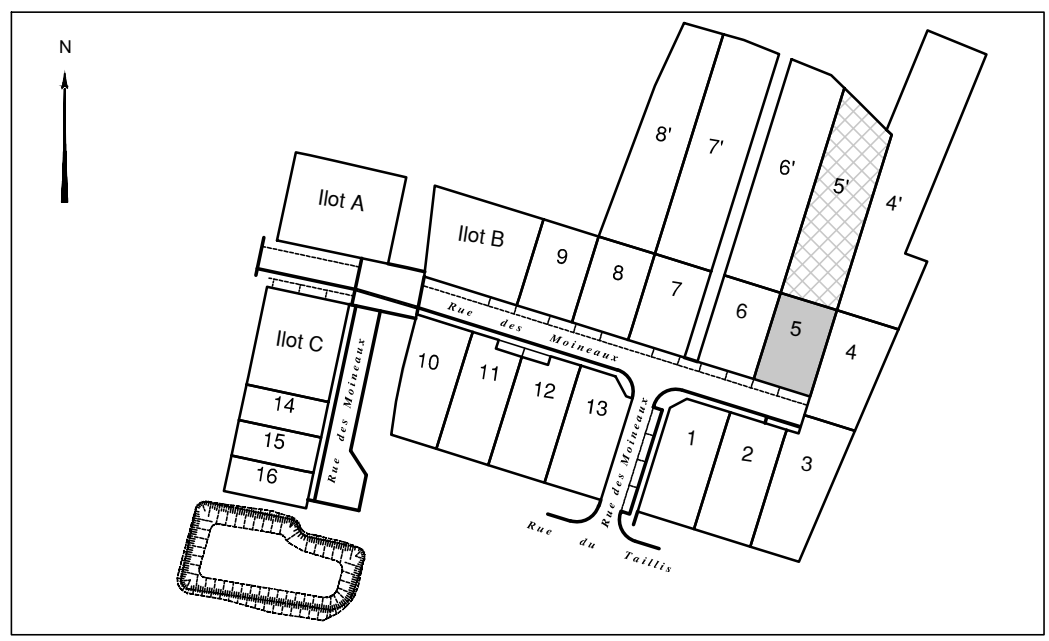 N
8'
7'
6'
5'
4'
Ilot A
Ilot B
9
8
7
6
5
4
Rue des Moineaux
Ilot C
10
11
12
13
14
15
16
Rue des Moineaux
Rue des Moineaux
1
2
3
Rue du Taillis